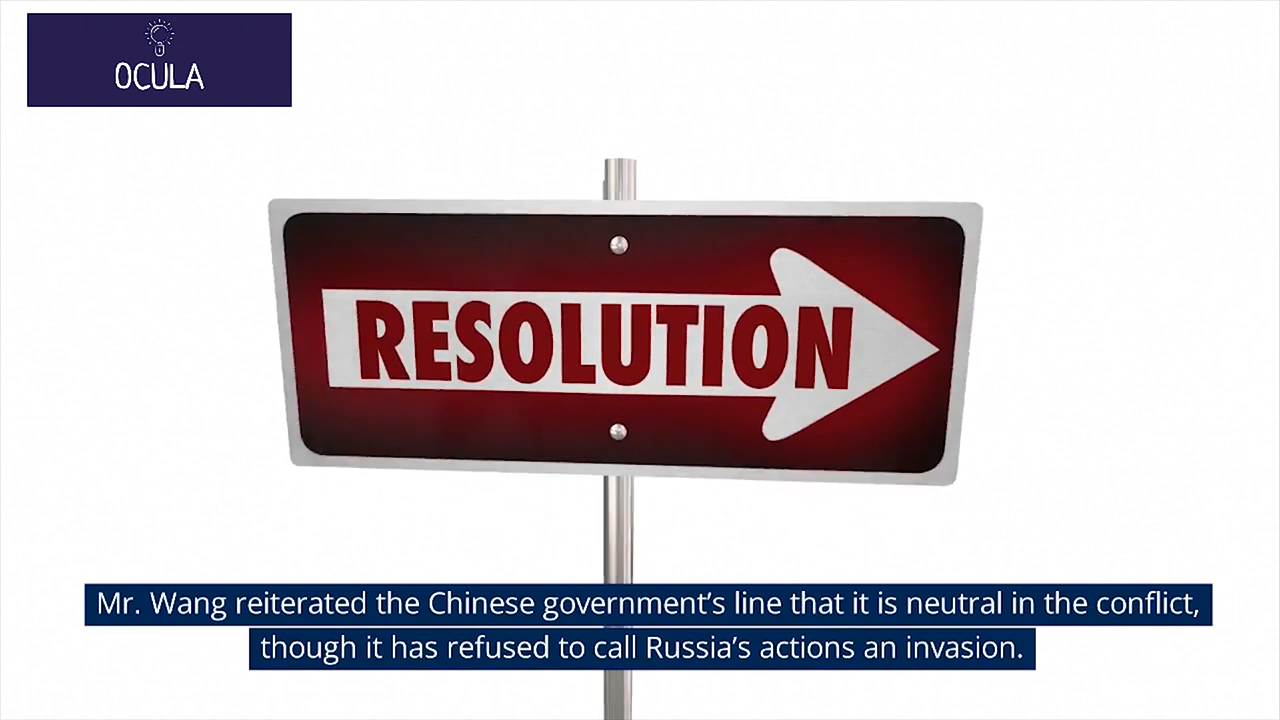 OCULA
RESOLUTION
Mr. Wang reiterated the Chinese government’s line that it is neutral in the conflict,
though it has refused to call Russia’s actions an invasion.